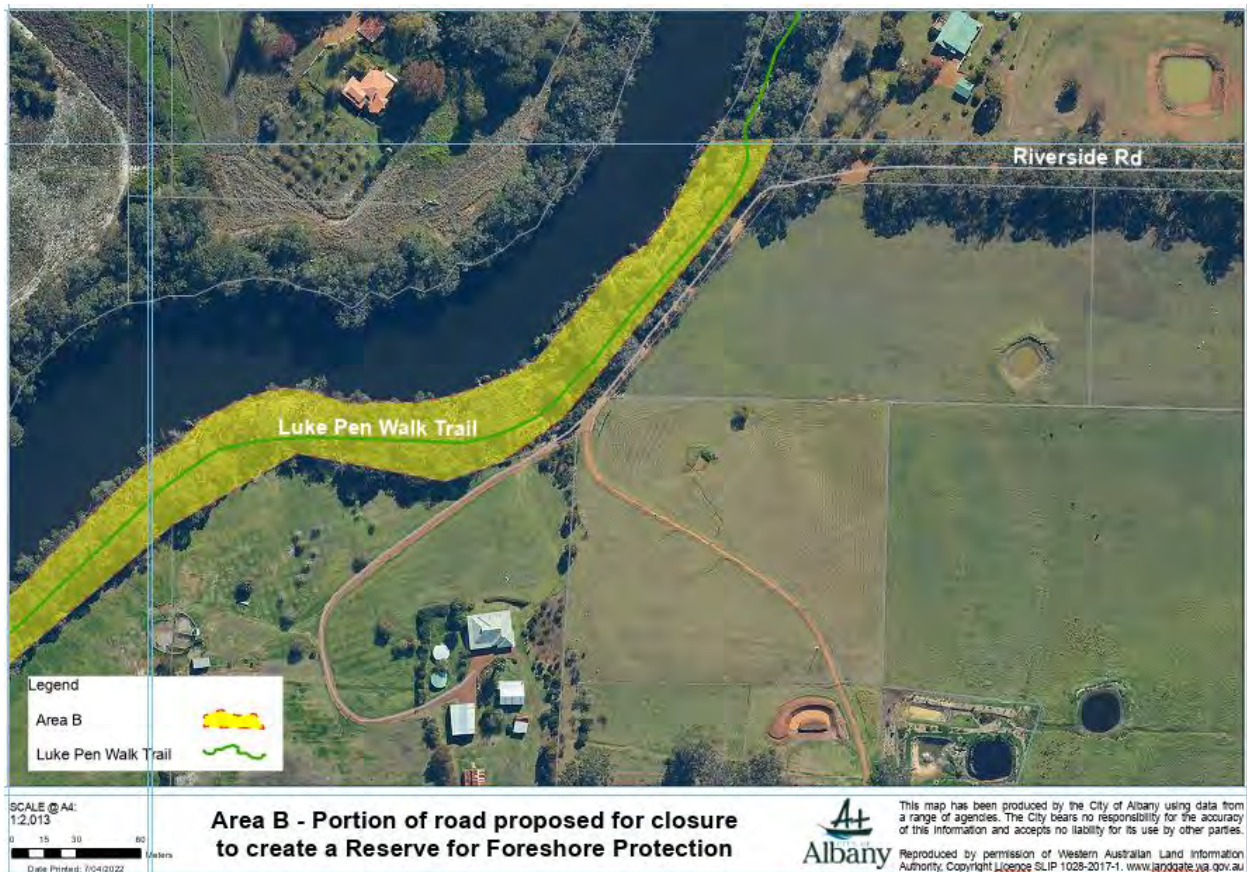 Riverside Rd
Luke Pen Walk Trail
Legend
Area B
Luke Pen Walk Trail
SCALE @ A4:
1:2,013
0 15 30 60
Meters
Date Printed: 7/04/2022
Area B - Portion of road proposed for closure
to create a Reserve for Foreshore Protection
CITY OF
Albany
This map has been produced by the City of Albany using data from
a range of agencies. The City bears no responsibility for the accuracy
of this information and accepts no liability for its use by other parties.
Reproduced by permission of Western Australian Land Information
Authority, Copyright Licence SLIP 1028-2017-1. www.landgate.wa.gov.au